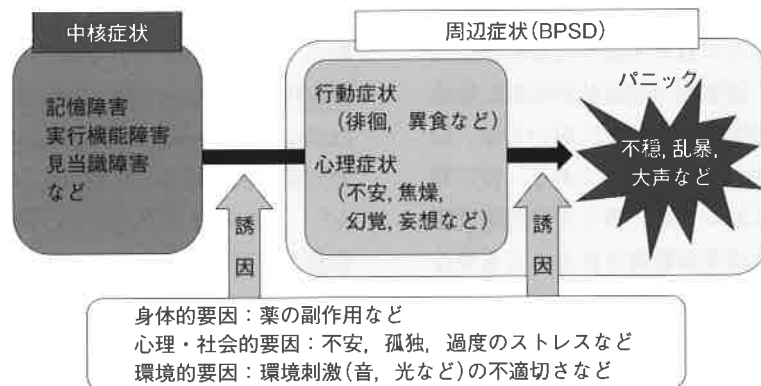 中核症状
記憶障害
実行機能障害
見当識障害
など
周辺症状(BPSD)
行動症状
(徘徊，異食など)
心理症状
(不安，焦燥，
幻覚，妄想など)
パニック
不穏，乱暴，
大声など
誘因
誘因
身体的要因：薬の副作用など
心理・社会的要因：不安，孤独，過度のストレスなど
環境的要因：環境刺激(音，光など)の不適切さなど